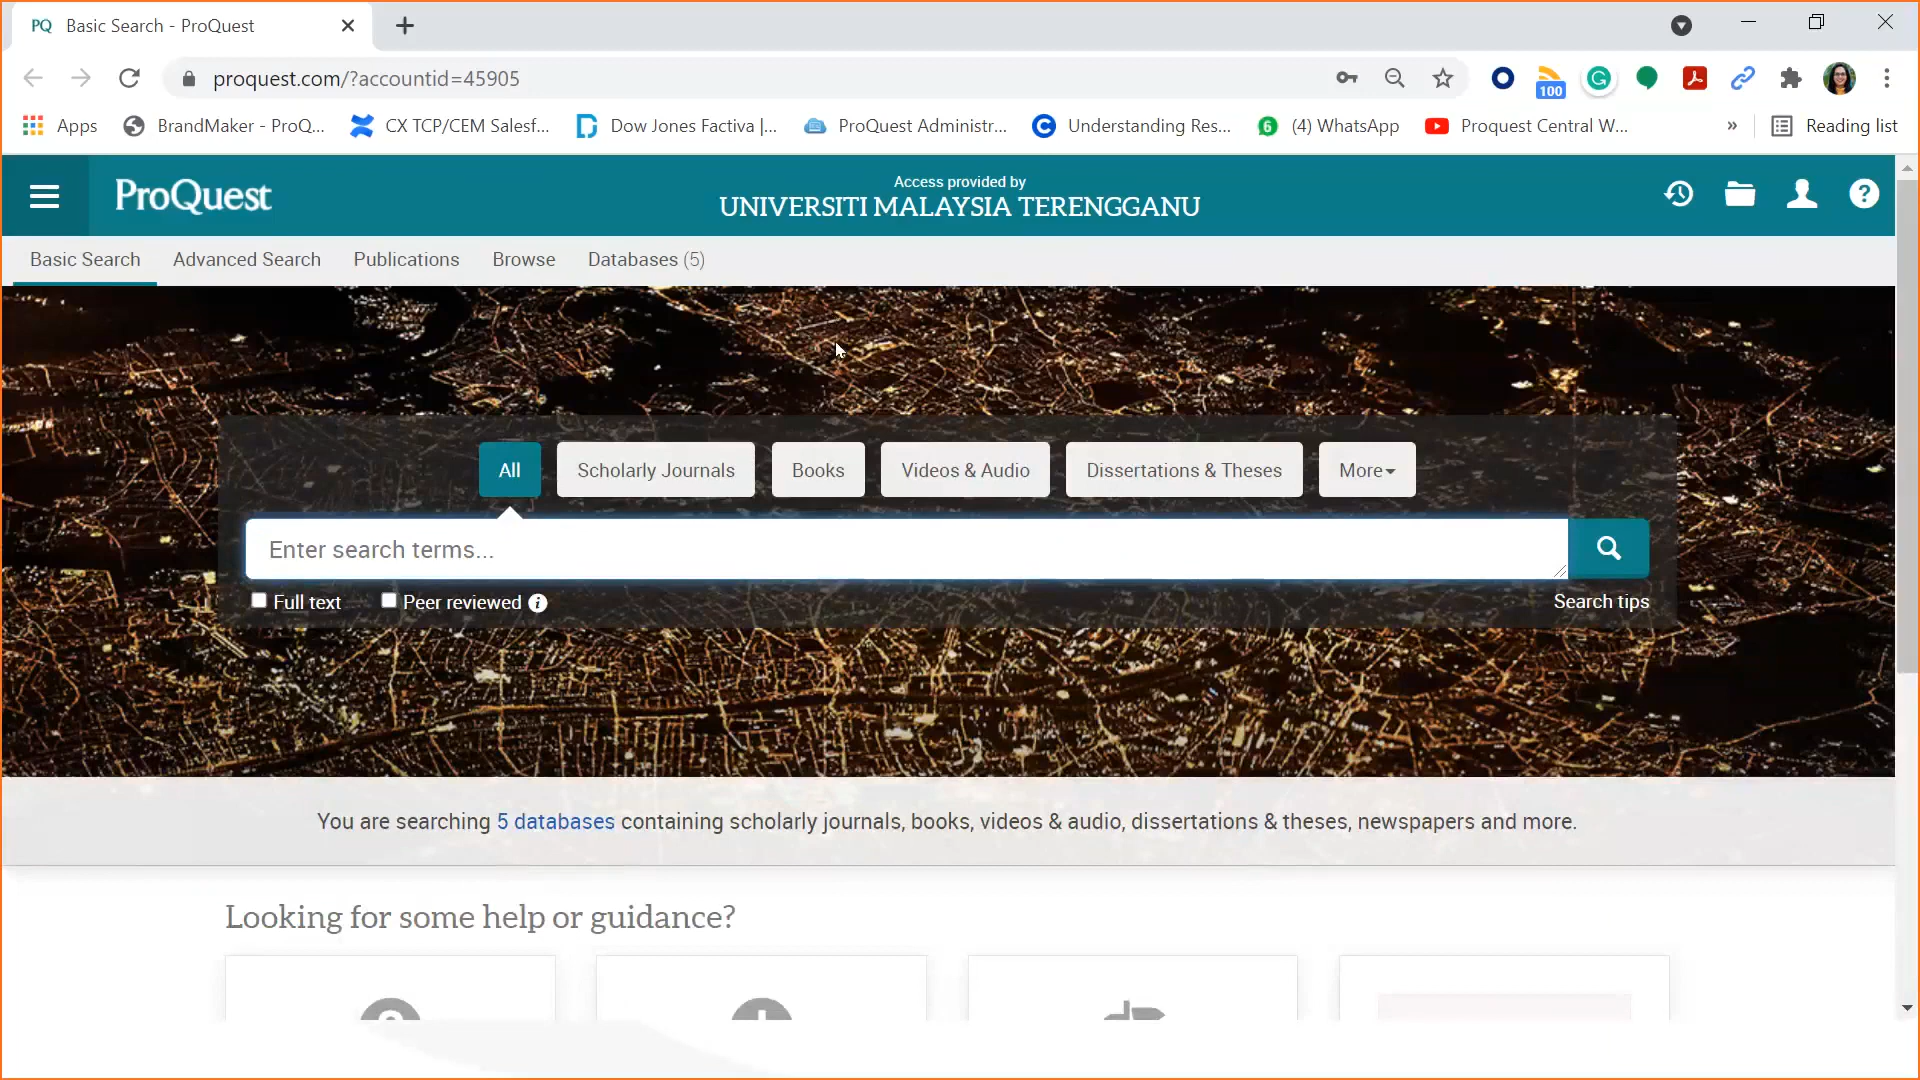 PQ Basic Search - ProQuest
proquest.com/?accountid=45905
100
Apps BrandMaker - ProQ... CX TCP/CEM Salesf... Dow Jones Factiva |... ProQuest Administr... Understanding Res... 6 (4) WhatsApp Proquest Central W... » Reading list
ProQuest
Access provided by
UNIVERSITI MALAYSIA TERENGGANU
Basic Search Advanced Search Publications Browse Databases (5)
All Scholarly Journals Books Videos & Audio Dissertations & Theses More
Enter search terms...
Full text Peer reviewed Search tips
You are searching 5 databases containing scholarly journals, books, videos & audio, dissertations & theses, newspapers and more.
Looking for some help or guidance?